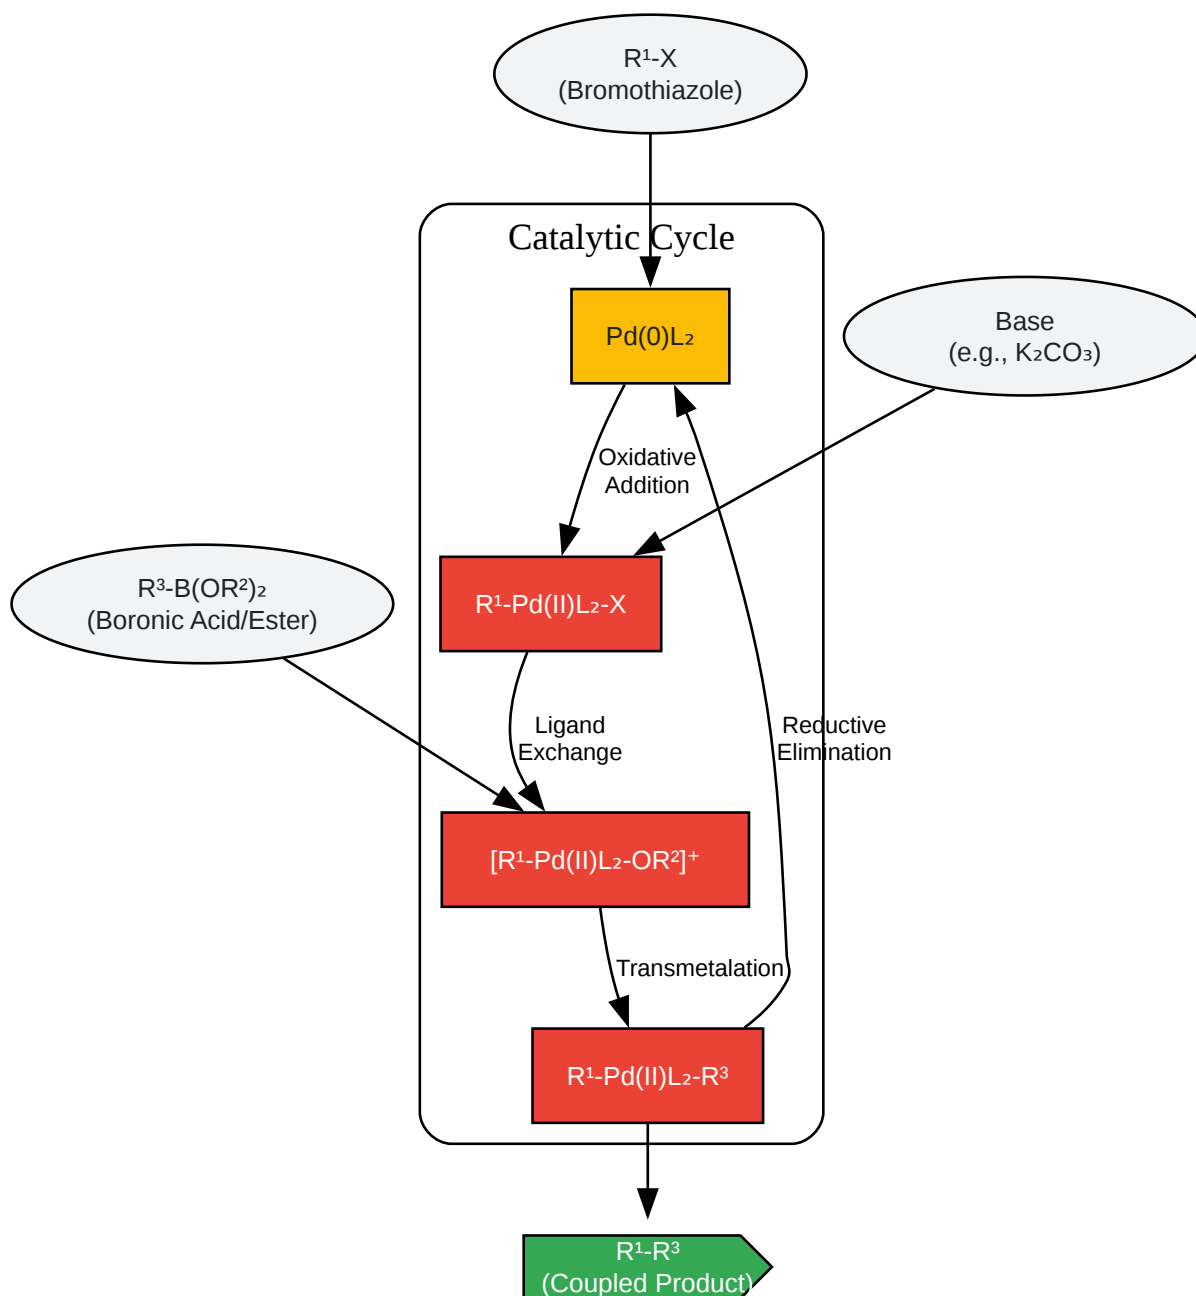 R¹-X
(Bromothiazole)
Catalytic Cycle
Pd(0)L₂
Base
(e.g., K₂CO₃)
Oxidative
Addition
R³-B(OR²)₂
(Boronic Acid/Ester)
R¹-Pd(II)L₂-X
Ligand
Exchange
Reductive
Elimination
[R¹-Pd(II)L₂-OR²]⁺
Transmetalation
R¹-Pd(II)L₂-R³
R¹-R³
(Coupled Product)